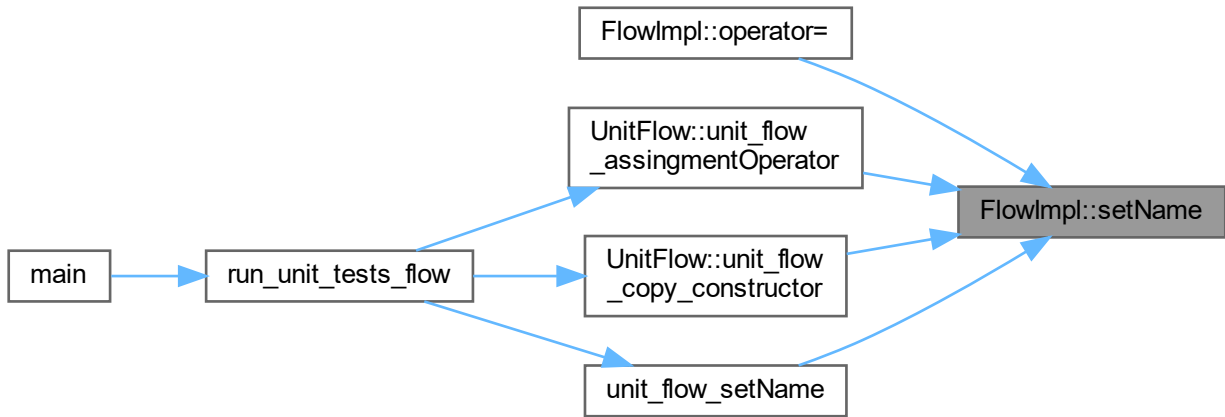 FlowImpl::operator=
UnitFlow::unit_flow
_assingmentOperator
FlowImpl::setName
main
run_unit_tests_flow
UnitFlow::unit_flow
_copy_constructor
unit_flow_setName